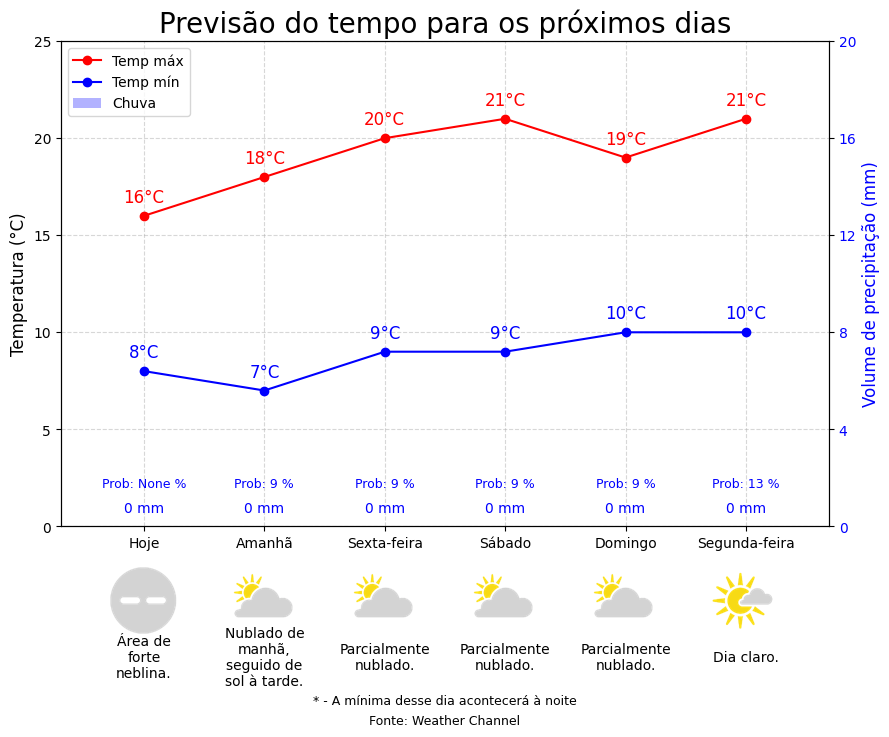 Previsão do tempo para os próximos dias
Temp máx
Temp mín
Chuva
Temperatura (°C)
Volume de precipitação (mm)
25
20
15
10
5
0
20
16
12
8
4
0
16°C
18°C
20°C
21°C
19°C
21°C
8°C
7°C
9°C
9°C
10°C
10°C
Prob: None %
Prob: 9 %
Prob: 9 %
Prob: 9 %
Prob: 9 %
Prob: 13 %
0 mm
0 mm
0 mm
0 mm
0 mm
0 mm
Hoje
Amanhã
Sexta-feira
Sábado
Domingo
Segunda-feira
Área de
forte
neblina.
Nublado de
manhã,
seguido de
sol à tarde.
Parcialmente
nublado.
Parcialmente
nublado.
Parcialmente
nublado.
Dia claro.
* - A mínima desse dia acontecerá à noite
Fonte: Weather Channel